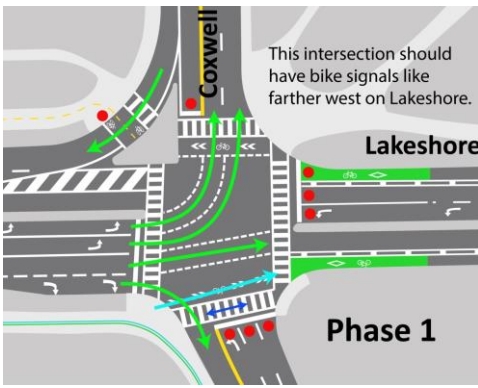 Coxwell
This intersection should
have bike signals like
farther west on Lakeshore.
Lakeshore
Phase 1